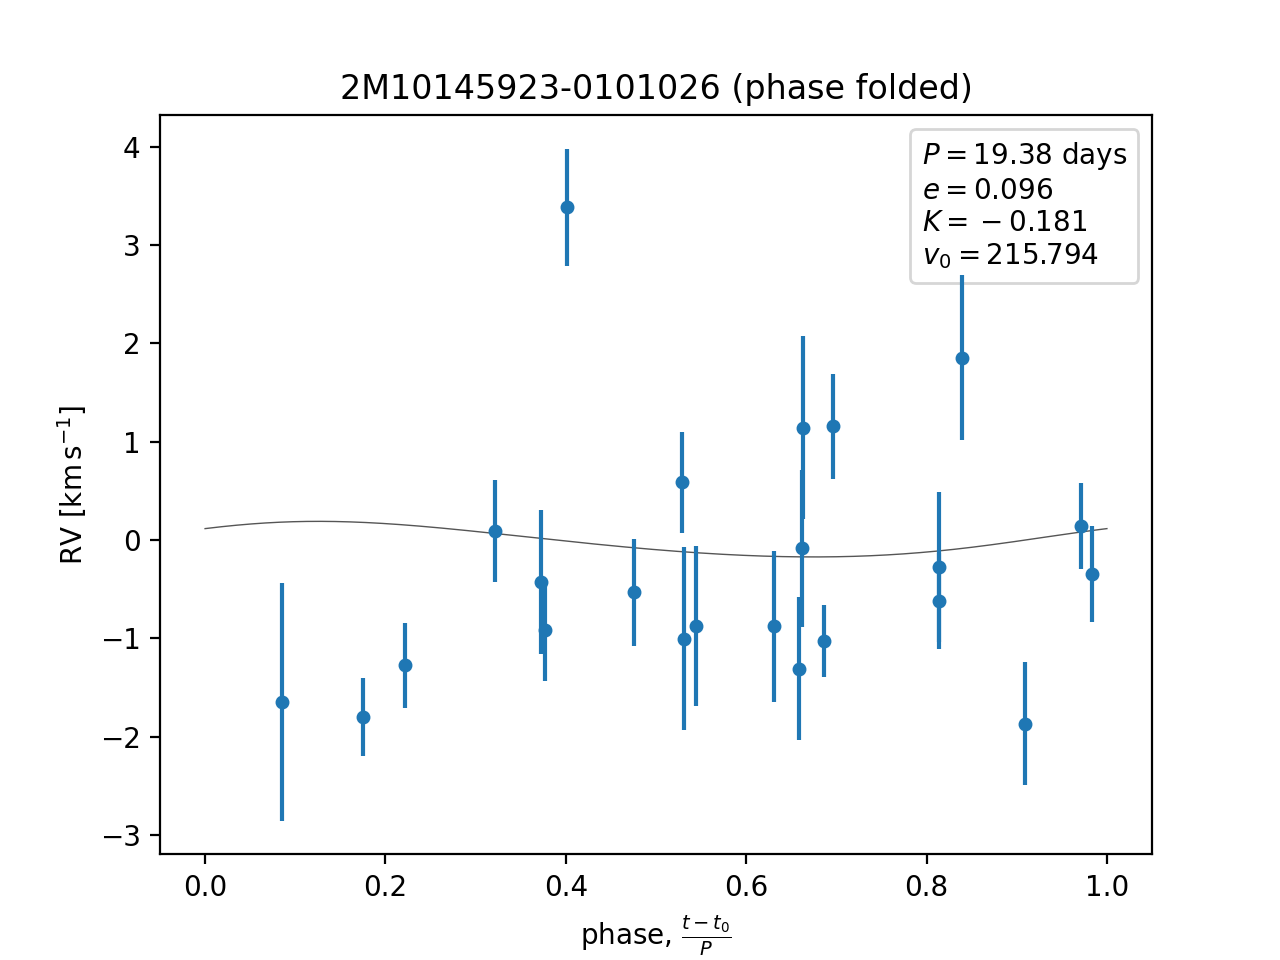 2M10145923-0101026 (phase folded)
P = 19.38 days
e = 0.096
K = −0.181
v₀ = 215.794
4
3
2
1
0
−1
−2
−3
RV [km s⁻¹]
0.0 0.2 0.4 0.6 0.8 1.0
phase, (t − t₀)/P